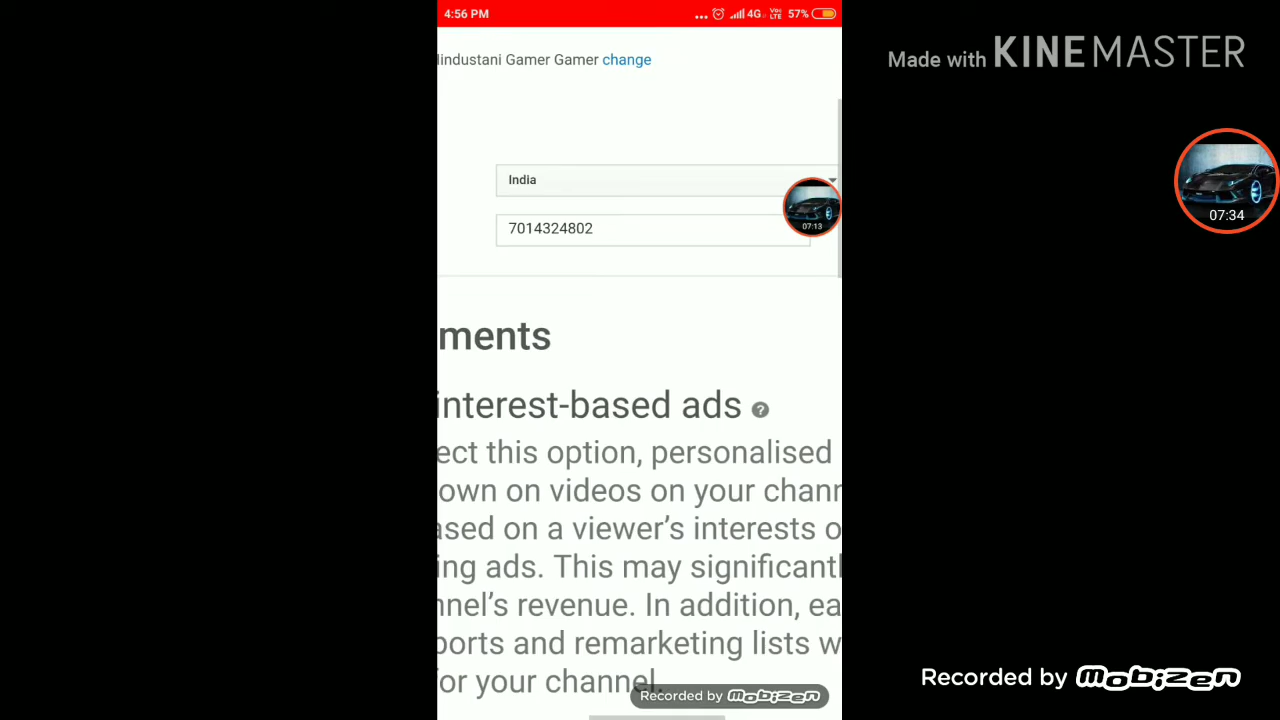 4:56 PM
4G
Vo)
LTE
57%
Made with KINEMASTER
lindustani Gamer Gamer change
India
7014324802
07:13
07:34
ments
interest-based ads ?
ect this option, personalised
own on videos on your chann
ased on a viewer's interests o
ing ads. This may significantl
nnel's revenue. In addition, ea
ports and remarketing lists w
or your channel.
Recorded by mobizen
Recorded by mobizen